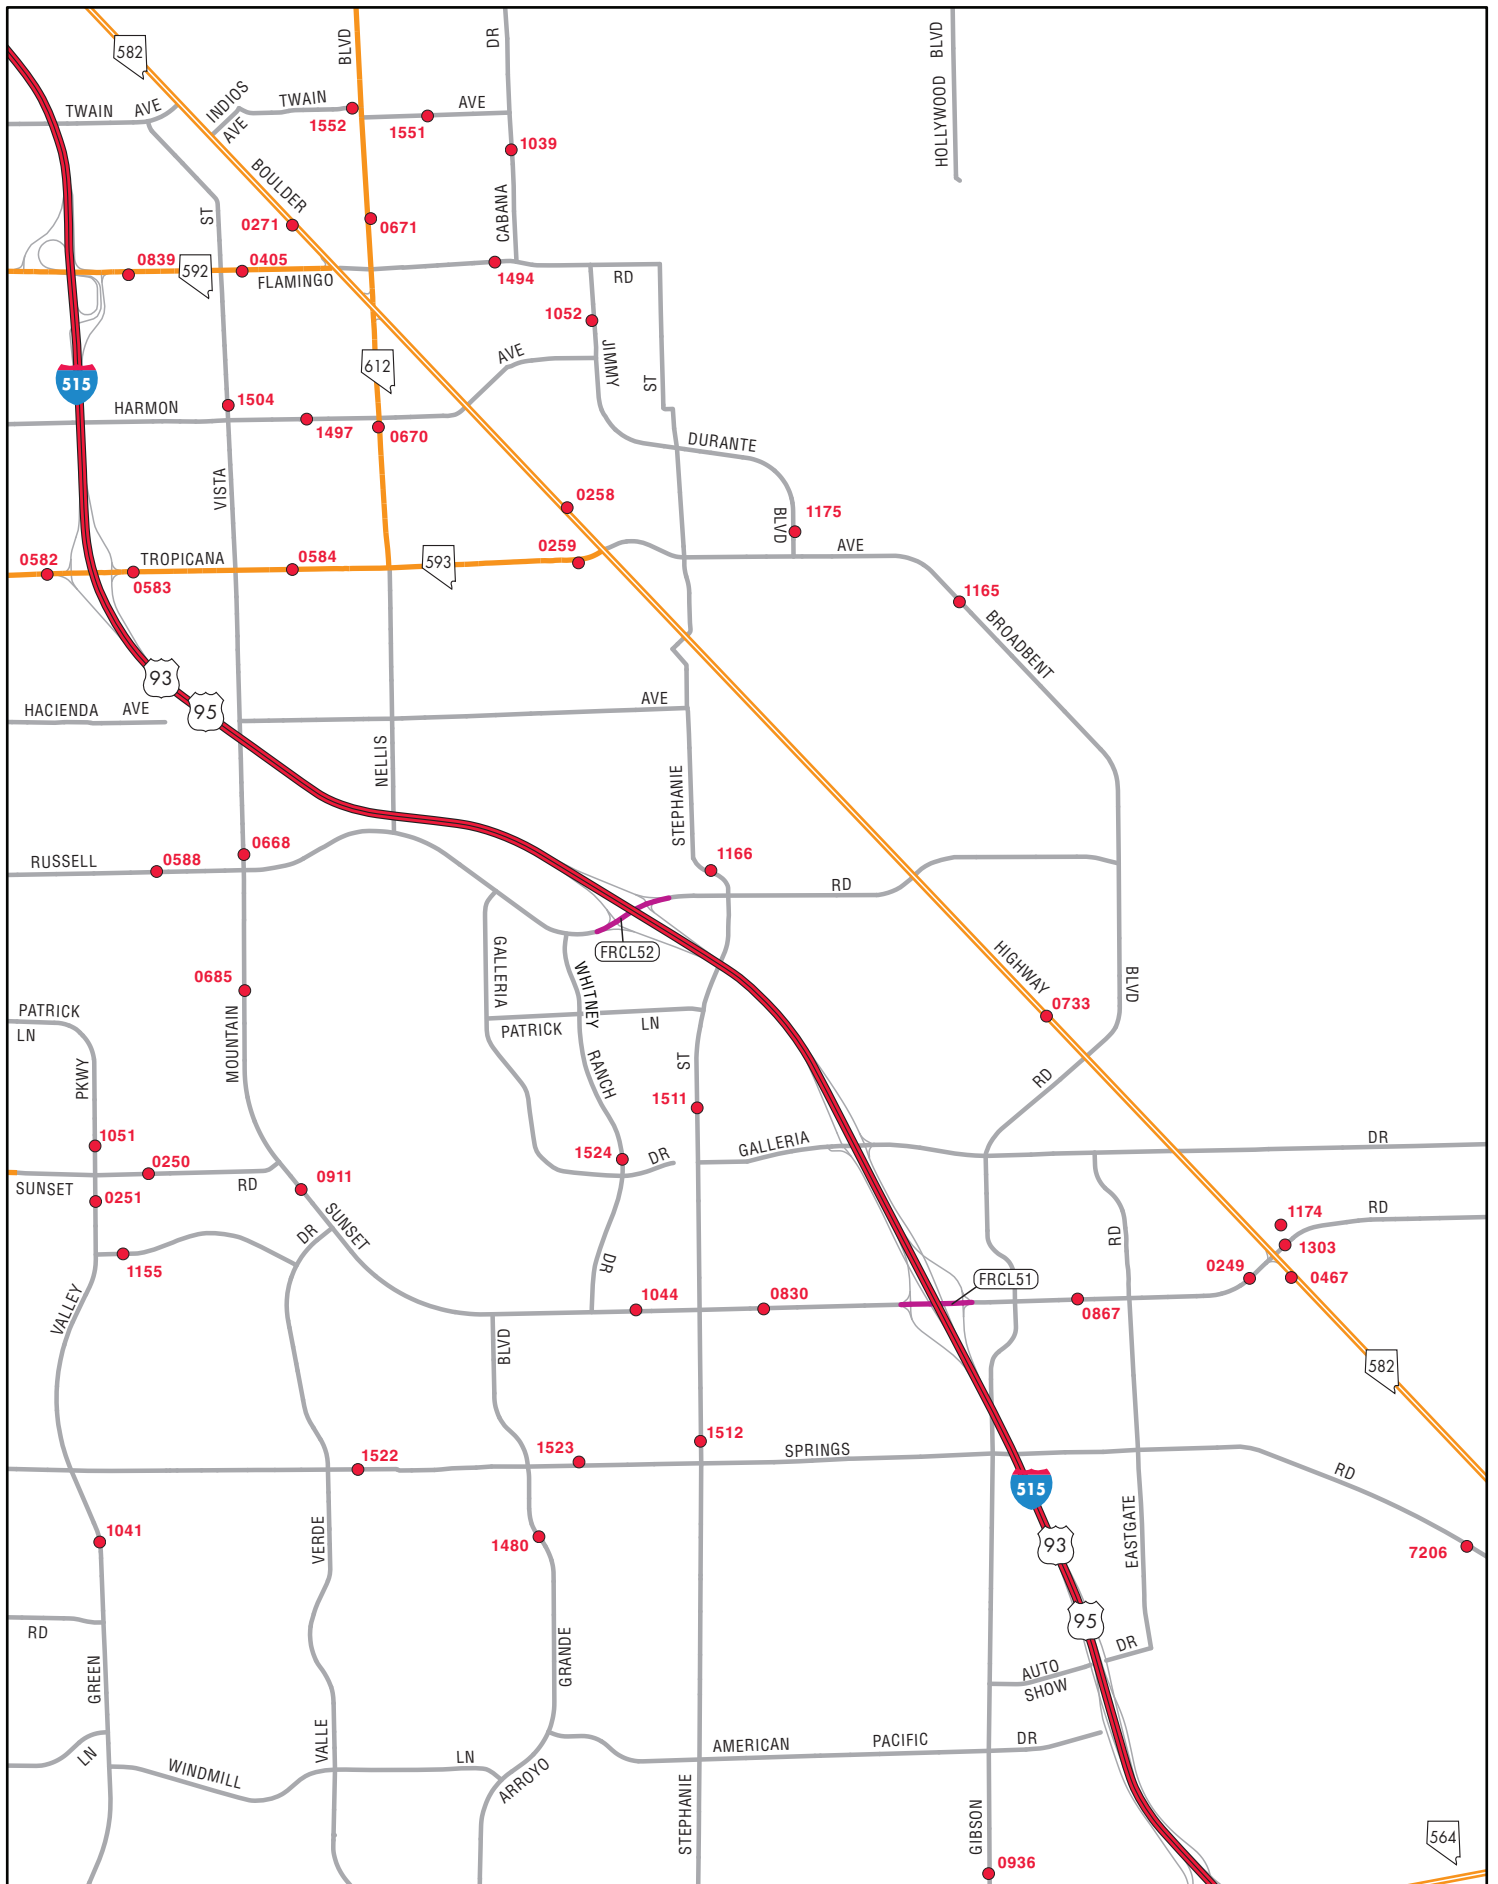 582
BLVD
DR
HOLLYWOOD BLVD
TWAIN AVE
INDIOS
AVE
TWAIN
1552
1551
AVE
1039
BOULDER
ST
0271
0671
CABANA
0839
592
0405
FLAMINGO
1494
RD
1052
JIMMY
AVE
612
ST
515
HARMON
1504
1497
0670
DURANTE
VISTA
0258
BLVD
1175
0582
TROPICANA
0583
0584
593
0259
AVE
1165
BROADBENT
93
95
HACIENDA AVE
AVE
NELLIS
STEPHANIE
0668
RUSSELL
0588
1166
RD
FRCL52
GALLERIA
WHITNEY
HIGHWAY
BLVD
0685
0733
PATRICK
LN
MOUNTAIN
PATRICK
LN
PKWY
RANCH
ST
RD
1511
1051
0250
1524
DR
GALLERIA
DR
SUNSET
0251
RD
0911
SUNSET
DR
1155
DR
RD
1174
RD
1303
0249
0467
FRCL51
VALLEY
1044
0830
0867
BLVD
582
1522
1523
1512
SPRINGS
RD
515
1041
VERDE
1480
93
EASTGATE
7206
95
RD
GREEN
GRANDE
DR
AUTO
SHOW
LN
WINDMILL
VALLE
LN
ARROYO
AMERICAN
PACIFIC
DR
STEPHANIE
GIBSON
0936
564